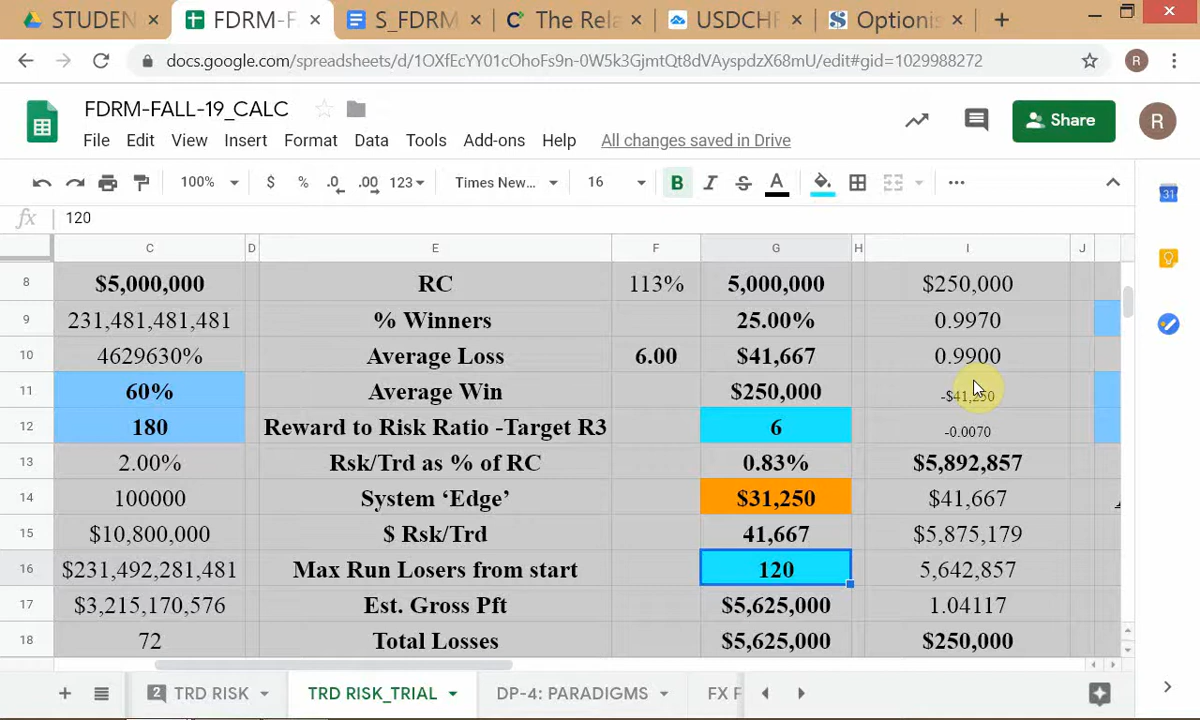 STUDEN × FDRM-F × S_FDRM × The Rela × USDCHF × Optionis × +
docs.google.com/spreadsheets/d/1OXfEcYY01cOhoFs9n-0W5k3GjmtQt8dVAyspdzX68mU/edit#gid=1029988272 R
FDRM-FALL-19_CALC
Share R
File Edit View Insert Format Data Tools Add-ons Help All changes saved in Drive
100% $ % .0 .00 123 Times New... 16 B I S A
fx 120
31
C D E F G H I J
8 $5,000,000 RC 113% 5,000,000 $250,000
9 231,481,481,481 % Winners 25.00% 0.9970
10 4629630% Average Loss 6.00 $41,667 0.9900
11 60% Average Win $250,000 -$41,250
12 180 Reward to Risk Ratio -Target R3 6 -0.0070
13 2.00% Rsk/Trd as % of RC 0.83% $5,892,857
14 100000 System ‘Edge’ $31,250 $41,667
15 $10,800,000 $ Rsk/Trd 41,667 $5,875,179
16 $231,492,281,481 Max Run Losers from start 120 5,642,857
17 $3,215,170,576 Est. Gross Pft $5,625,000 1.04117
18 72 Total Losses $5,625,000 $250,000
+ 2 TRD RISK TRD RISK_TRIAL DP-4: PARADIGMS FX F